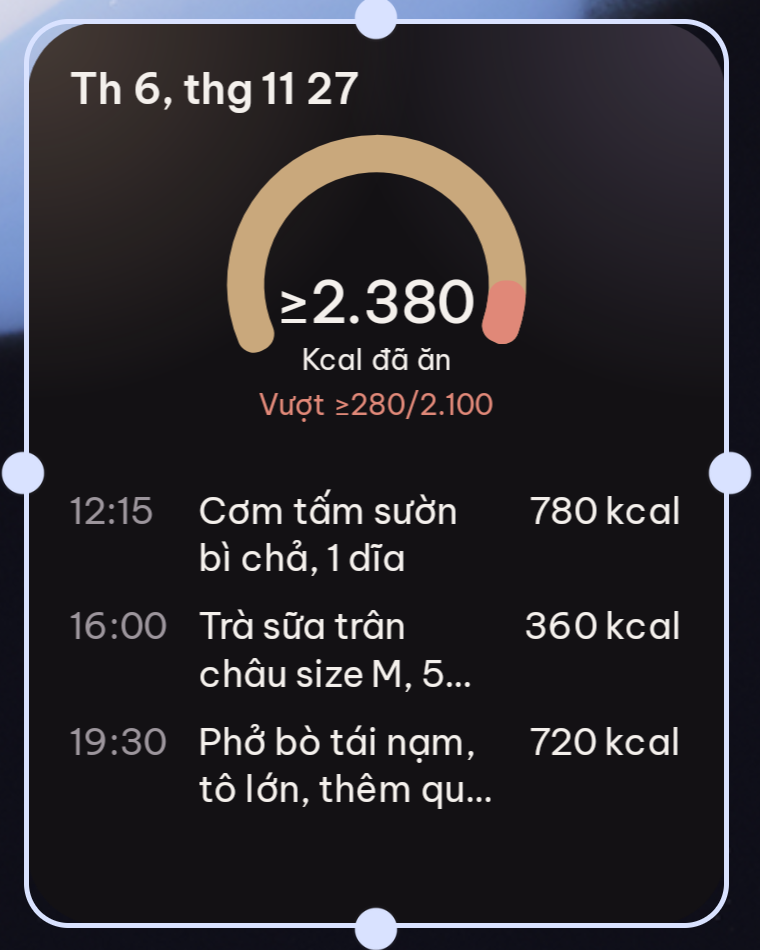 Th 6, thg 11 27
≥2.380
Kcal đã ăn
Vượt ≥280/2.100
12:15 Cơm tấm sườn 780 kcal
bì chả, 1 dĩa
16:00 Trà sữa trân 360 kcal
châu size M, 5...
19:30 Phở bò tái nạm, 720 kcal
tô lớn, thêm qu...